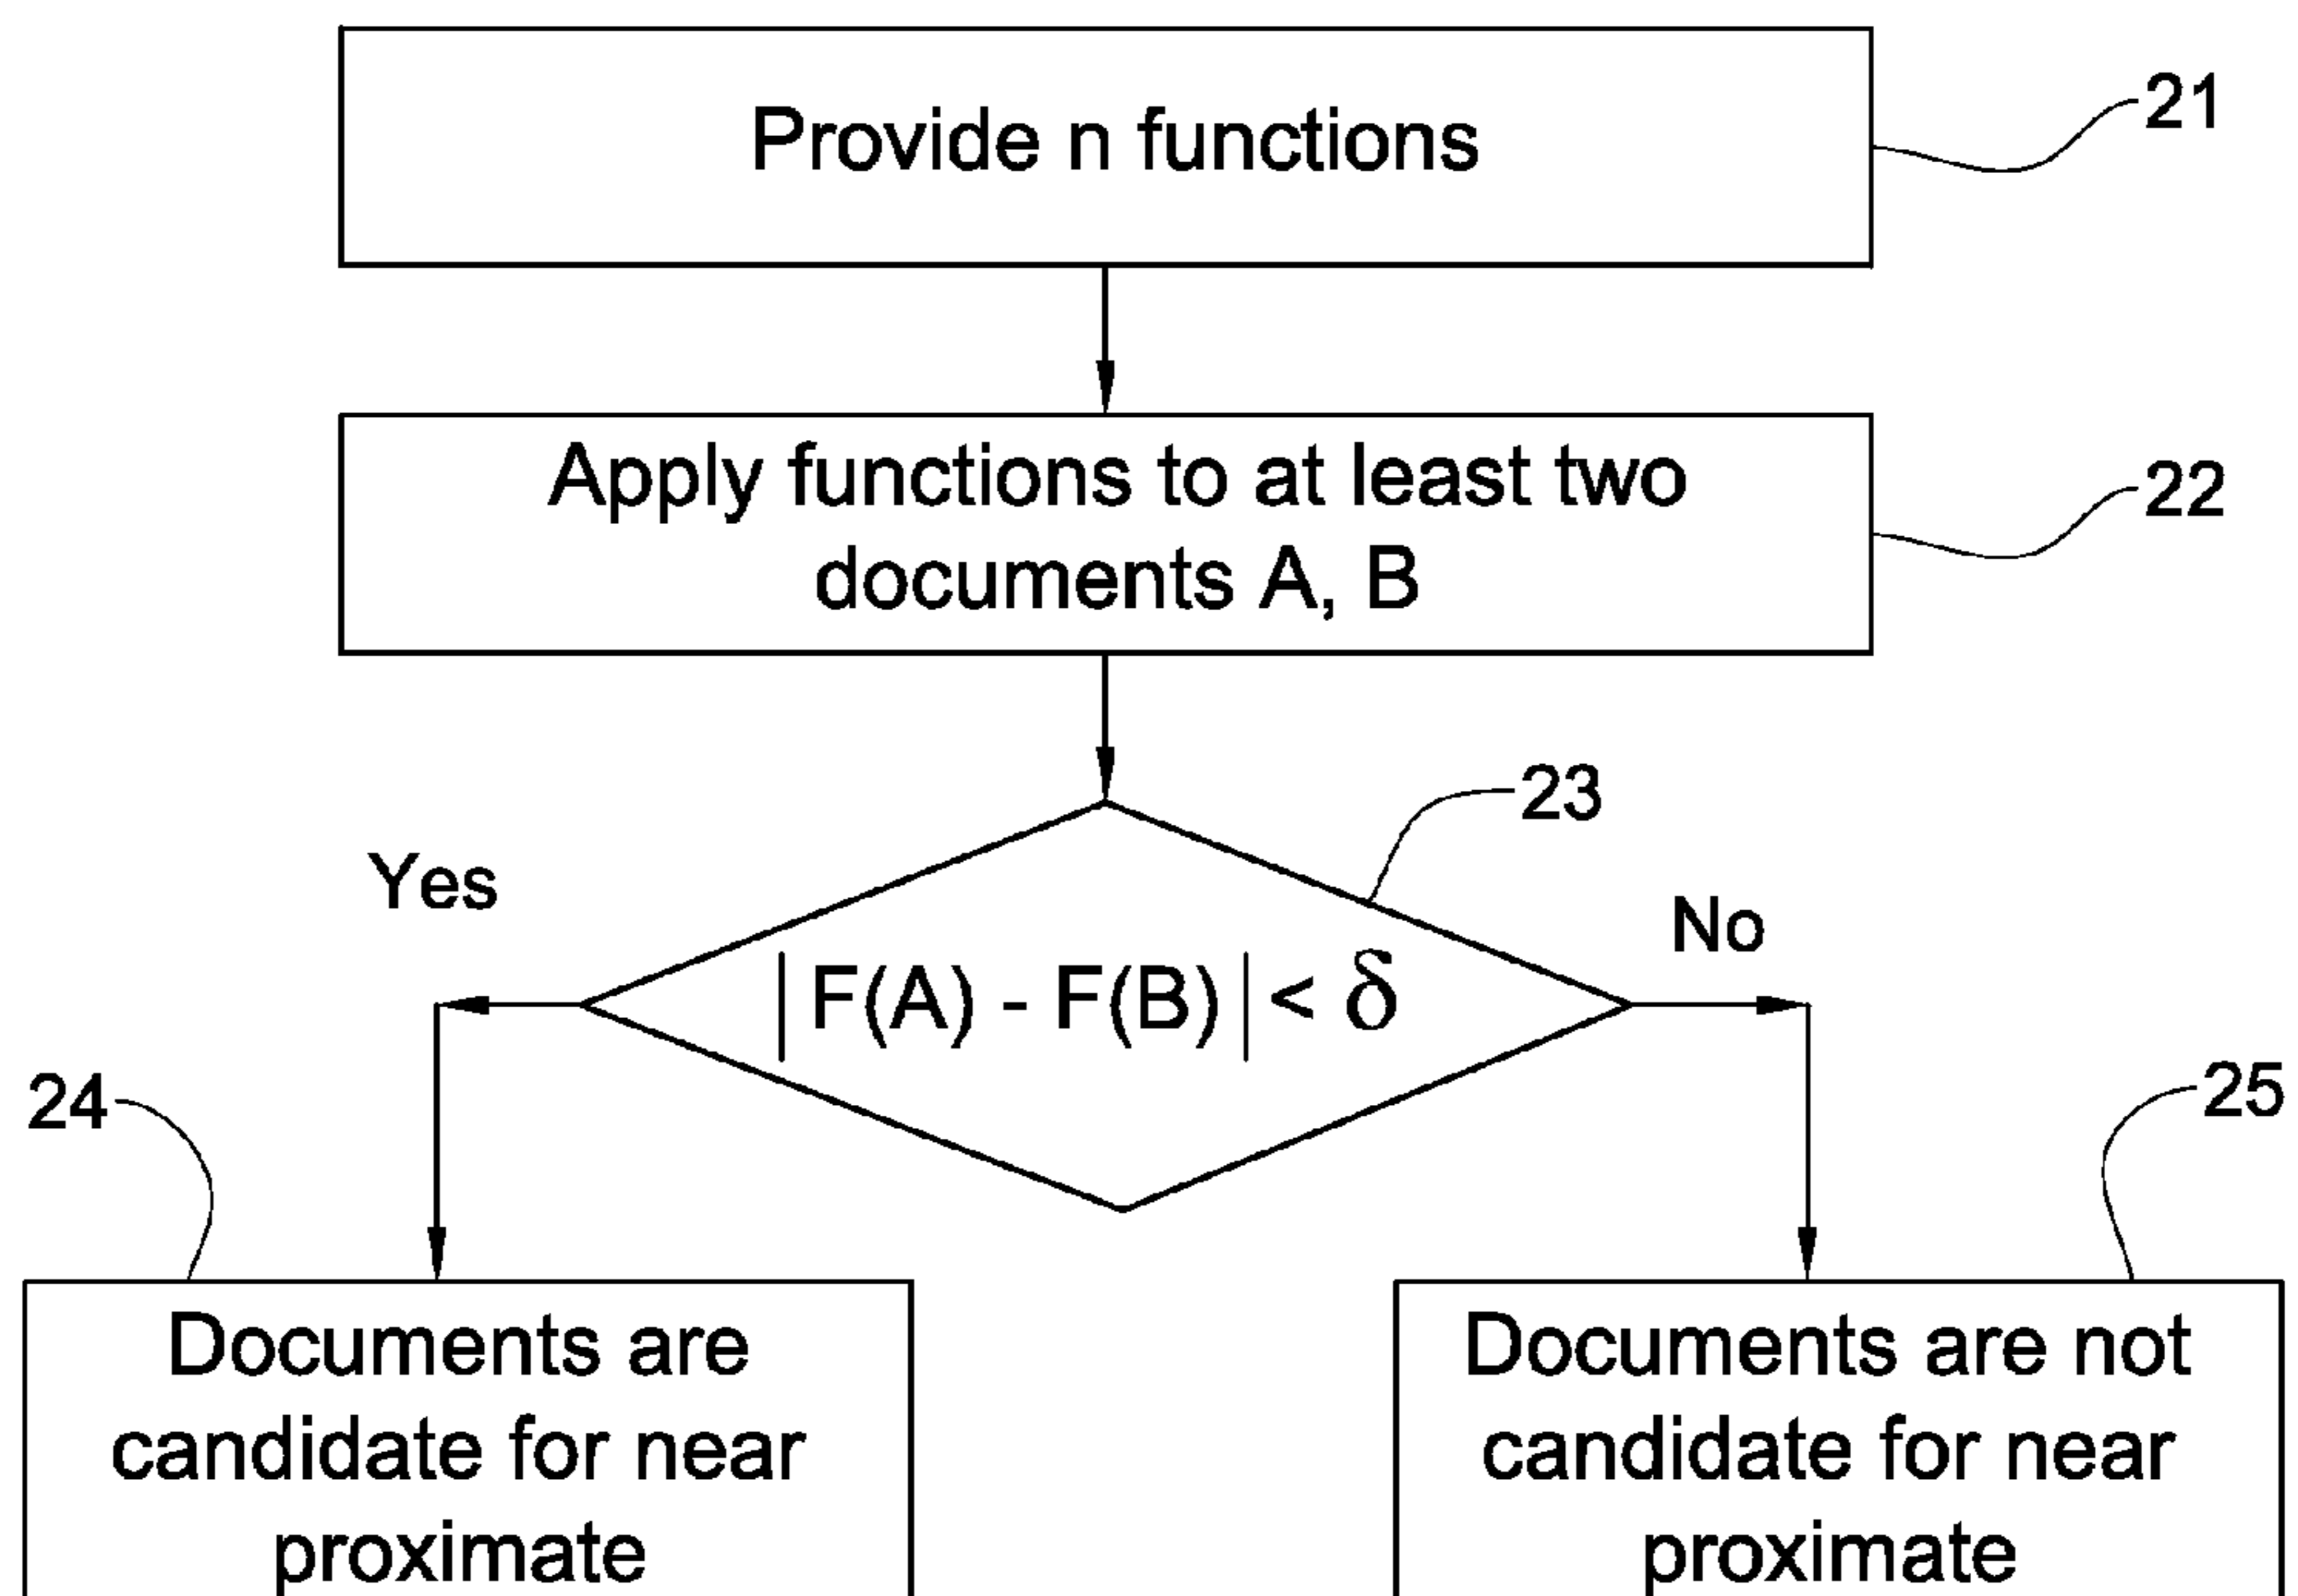 Provide n functions
21
Apply functions to at least two
documents A, B
22
23
Yes
No
| F(A) - F(B) | < δ
24
25
Documents are
candidate for near
proximate
Documents are not
candidate for near
proximate